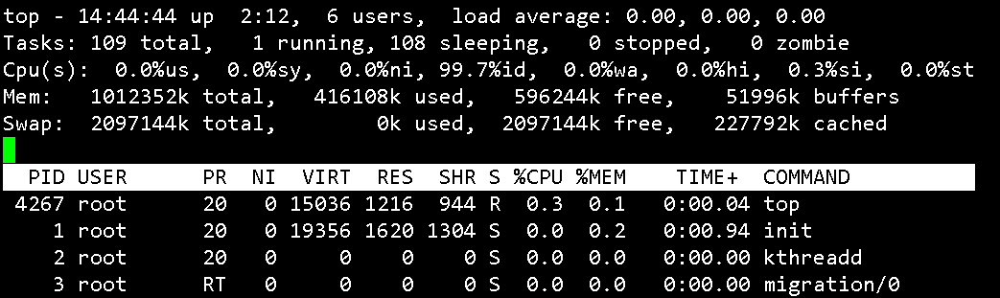 top - 14:44:44 up  2:12,  6 users,  load average: 0.00, 0.00, 0.00
Tasks: 109 total,   1 running, 108 sleeping,   0 stopped,   0 zombie
Cpu(s):  0.0%us,  0.0%sy,  0.0%ni, 99.7%id,  0.0%wa,  0.0%hi,  0.3%si,  0.0%st
Mem:   1012352k total,   416108k used,   596244k free,    51996k buffers
Swap:  2097144k total,        0k used,  2097144k free,   227792k cached
  PID USER      PR  NI  VIRT  RES  SHR S %CPU %MEM    TIME+  COMMAND
 4267 root      20   0 15036 1216  944 R  0.3  0.1   0:00.04 top
    1 root      20   0 19356 1620 1304 S  0.0  0.2   0:00.94 init
    2 root      20   0     0    0    0 S  0.0  0.0   0:00.00 kthreadd
    3 root      RT   0     0    0    0 S  0.0  0.0   0:00.00 migration/0